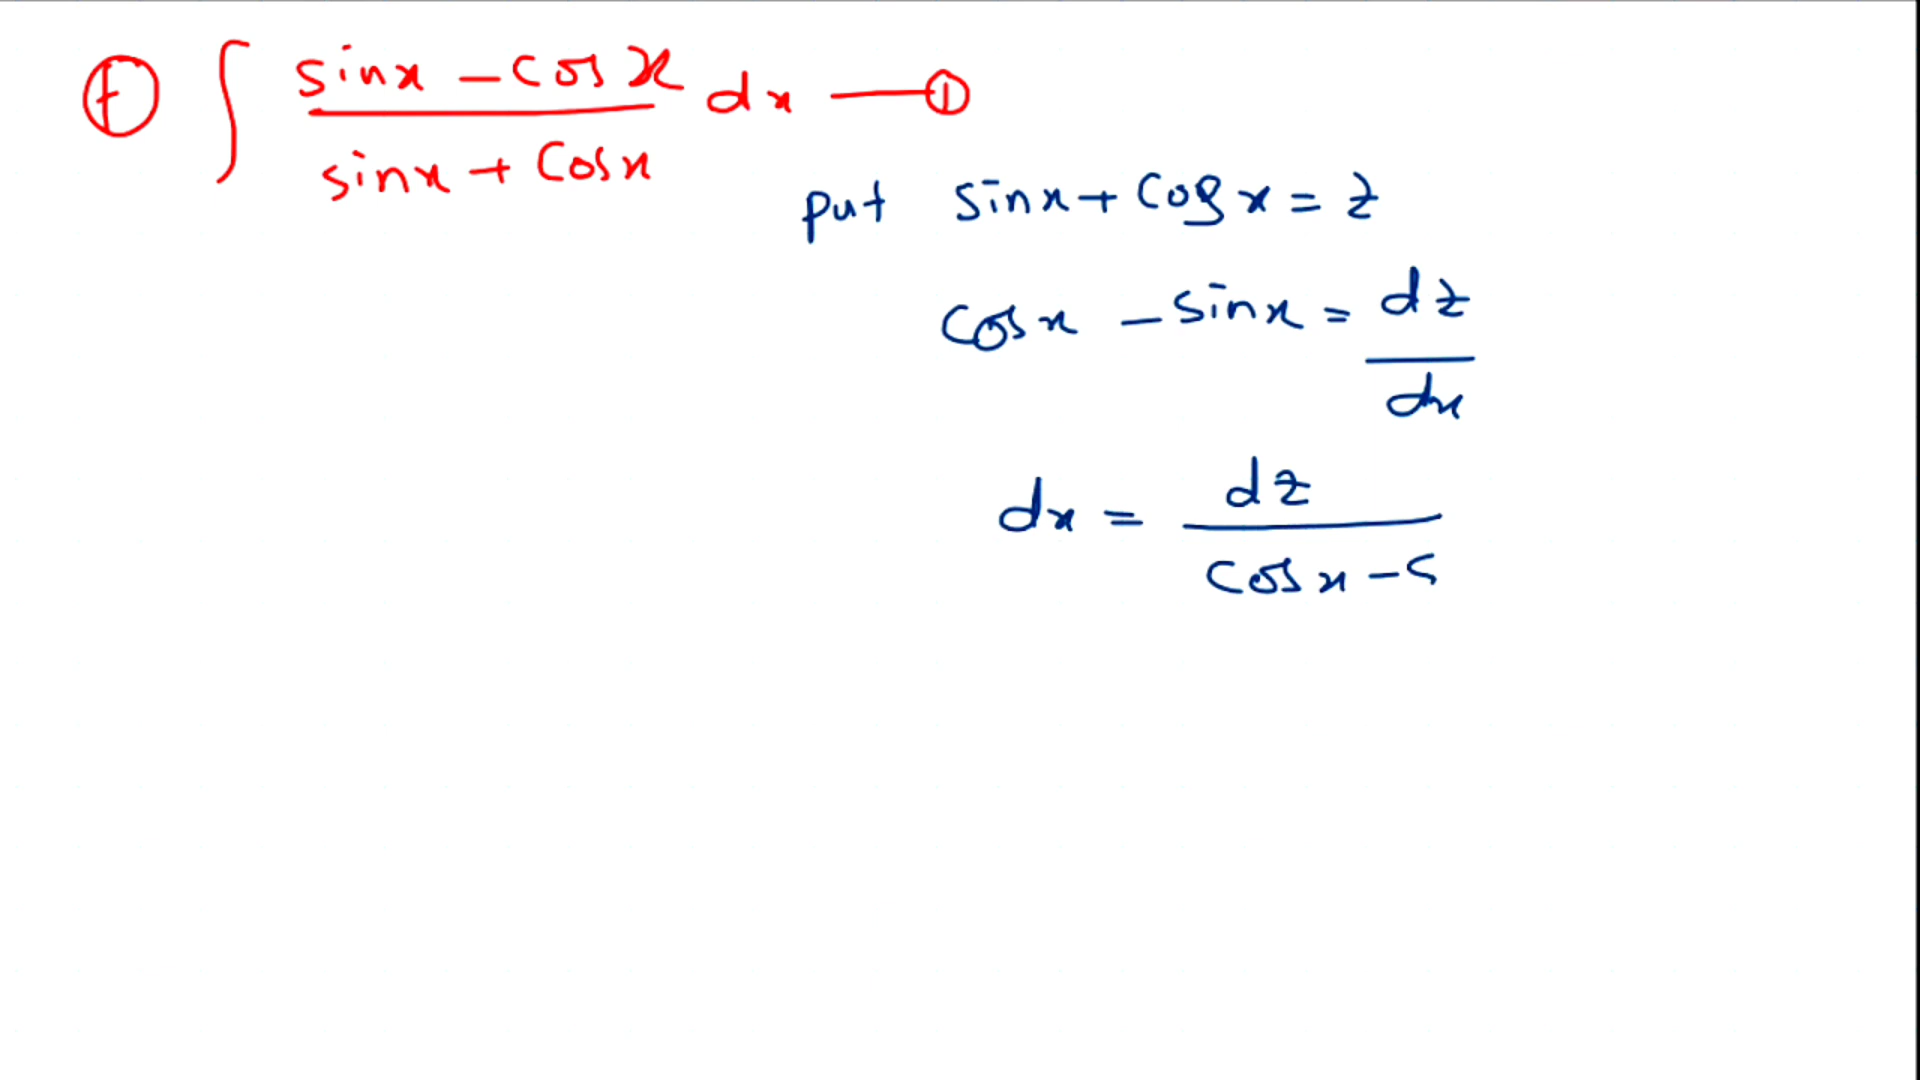 Ⓕ ∫ (sinx - cosx)/(sinx + cosx) dx — ①
put sinx + cosx = z
cosx - sinx = dz/dx
dx = dz/(cosx - s